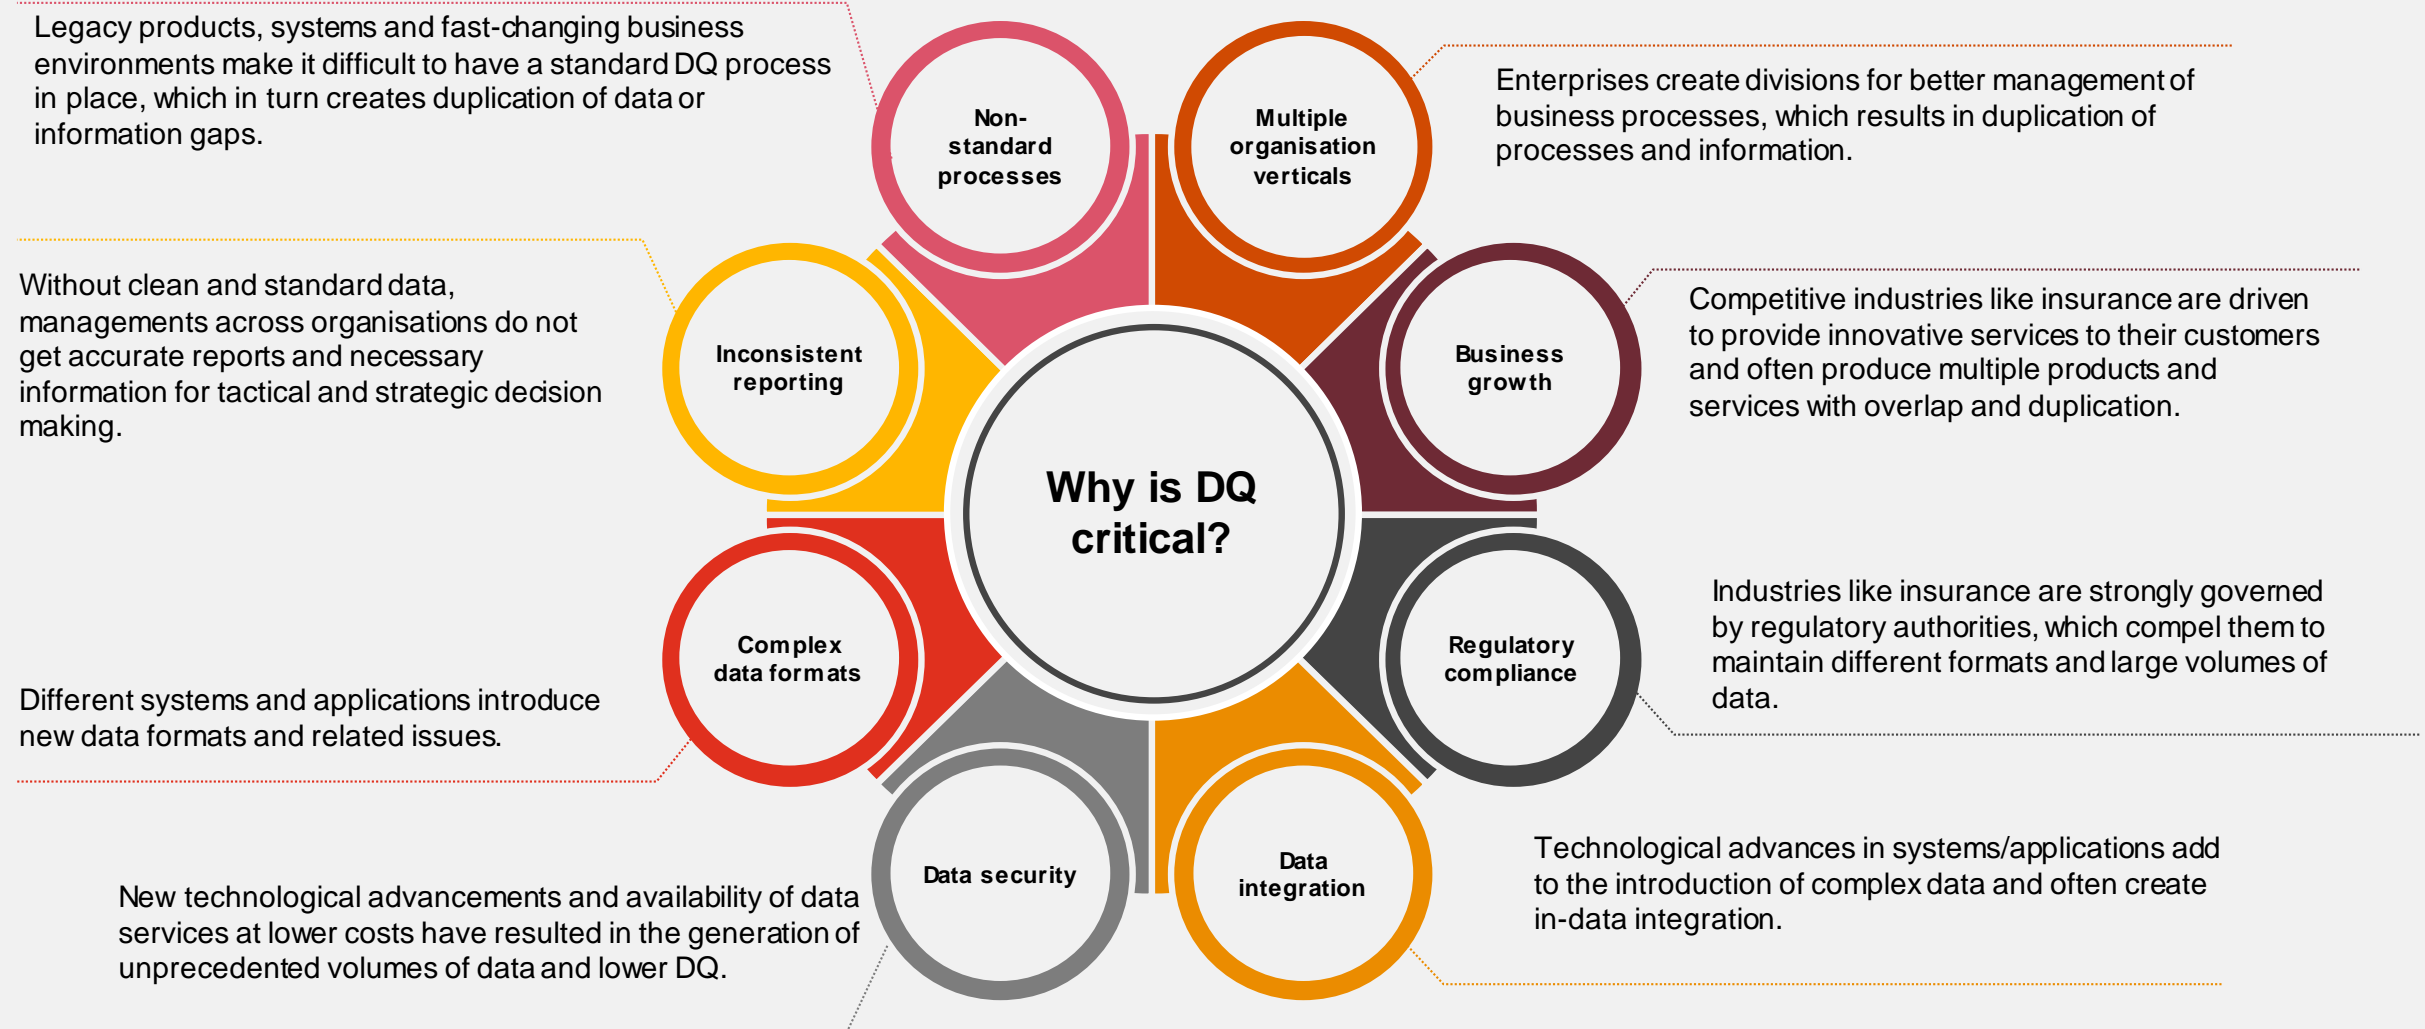 Legacy products, systems and fast-changing business
environments make it difficult to have a standard DQ process
in place, which in turn creates duplication of data or
information gaps.
Non-
standard
processes
Multiple
organisation
verticals
Enterprises create divisions for better management of
business processes, which results in duplication of
processes and information.
Without clean and standard data,
managements across organisations do not
get accurate reports and necessary
information for tactical and strategic decision
making.
Inconsistent
reporting
Business
growth
Competitive industries like insurance are driven
to provide innovative services to their customers
and often produce multiple products and
services with overlap and duplication.
Why is DQ
critical?
Different systems and applications introduce
new data formats and related issues.
Complex
data formats
Regulatory
compliance
Industries like insurance are strongly governed
by regulatory authorities, which compel them to
maintain different formats and large volumes of
data.
New technological advancements and availability of data
services at lower costs have resulted in the generation of
unprecedented volumes of data and lower DQ.
Data security
Data
integration
Technological advances in systems/applications add
to the introduction of complex data and often create
in-data integration.